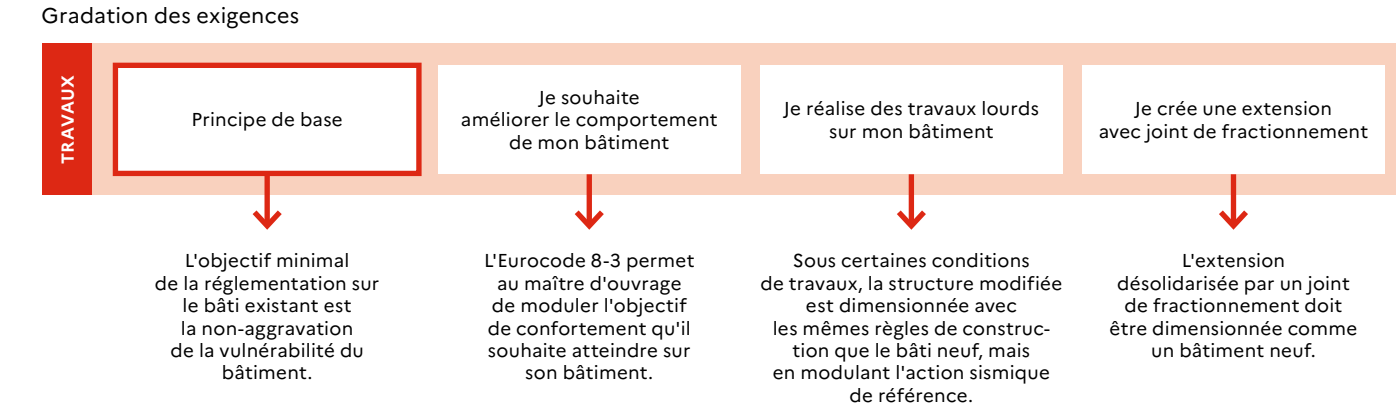 Gradation des exigences
TRAVAUX
Principe de base
Je souhaite
améliorer le comportement
de mon bâtiment
Je réalise des travaux lourds
sur mon bâtiment
Je crée une extension
avec joint de fractionnement
L'objectif minimal
de la réglementation sur
le bâti existant est
la non-aggravation
de la vulnérabilité du
bâtiment.
L'Eurocode 8-3 permet
au maître d'ouvrage
de moduler l'objectif
de confortement qu'il
souhaite atteindre sur
son bâtiment.
Sous certaines conditions
de travaux, la structure modifiée
est dimensionnée avec
les mêmes règles de construc-
tion que le bâti neuf, mais
en modulant l'action sismique
de référence.
L'extension
désolidarisée par un joint
de fractionnement doit
être dimensionnée comme
un bâtiment neuf.